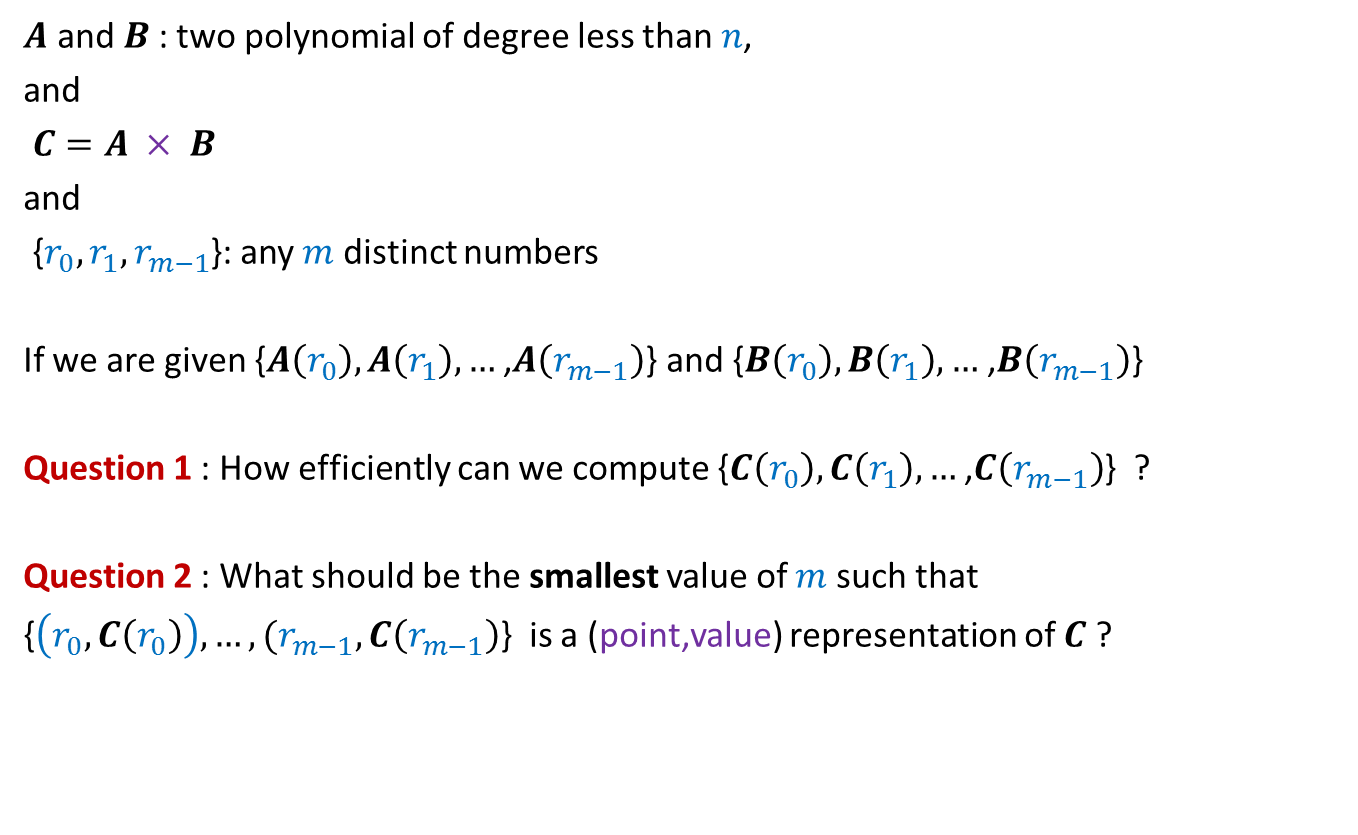 A and B : two polynomial of degree less than n,
and
C = A × B
and
{r₀, r₁, rₘ₋₁}: any m distinct numbers
If we are given {A(r₀), A(r₁), … ,A(rₘ₋₁)} and {B(r₀), B(r₁), … ,B(rₘ₋₁)}
Question 1 : How efficiently can we compute {C(r₀), C(r₁), … ,C(rₘ₋₁)} ?
Question 2 : What should be the smallest value of m such that
{(r₀, C(r₀)), … , (rₘ₋₁, C(rₘ₋₁)} is a (point,value) representation of C ?